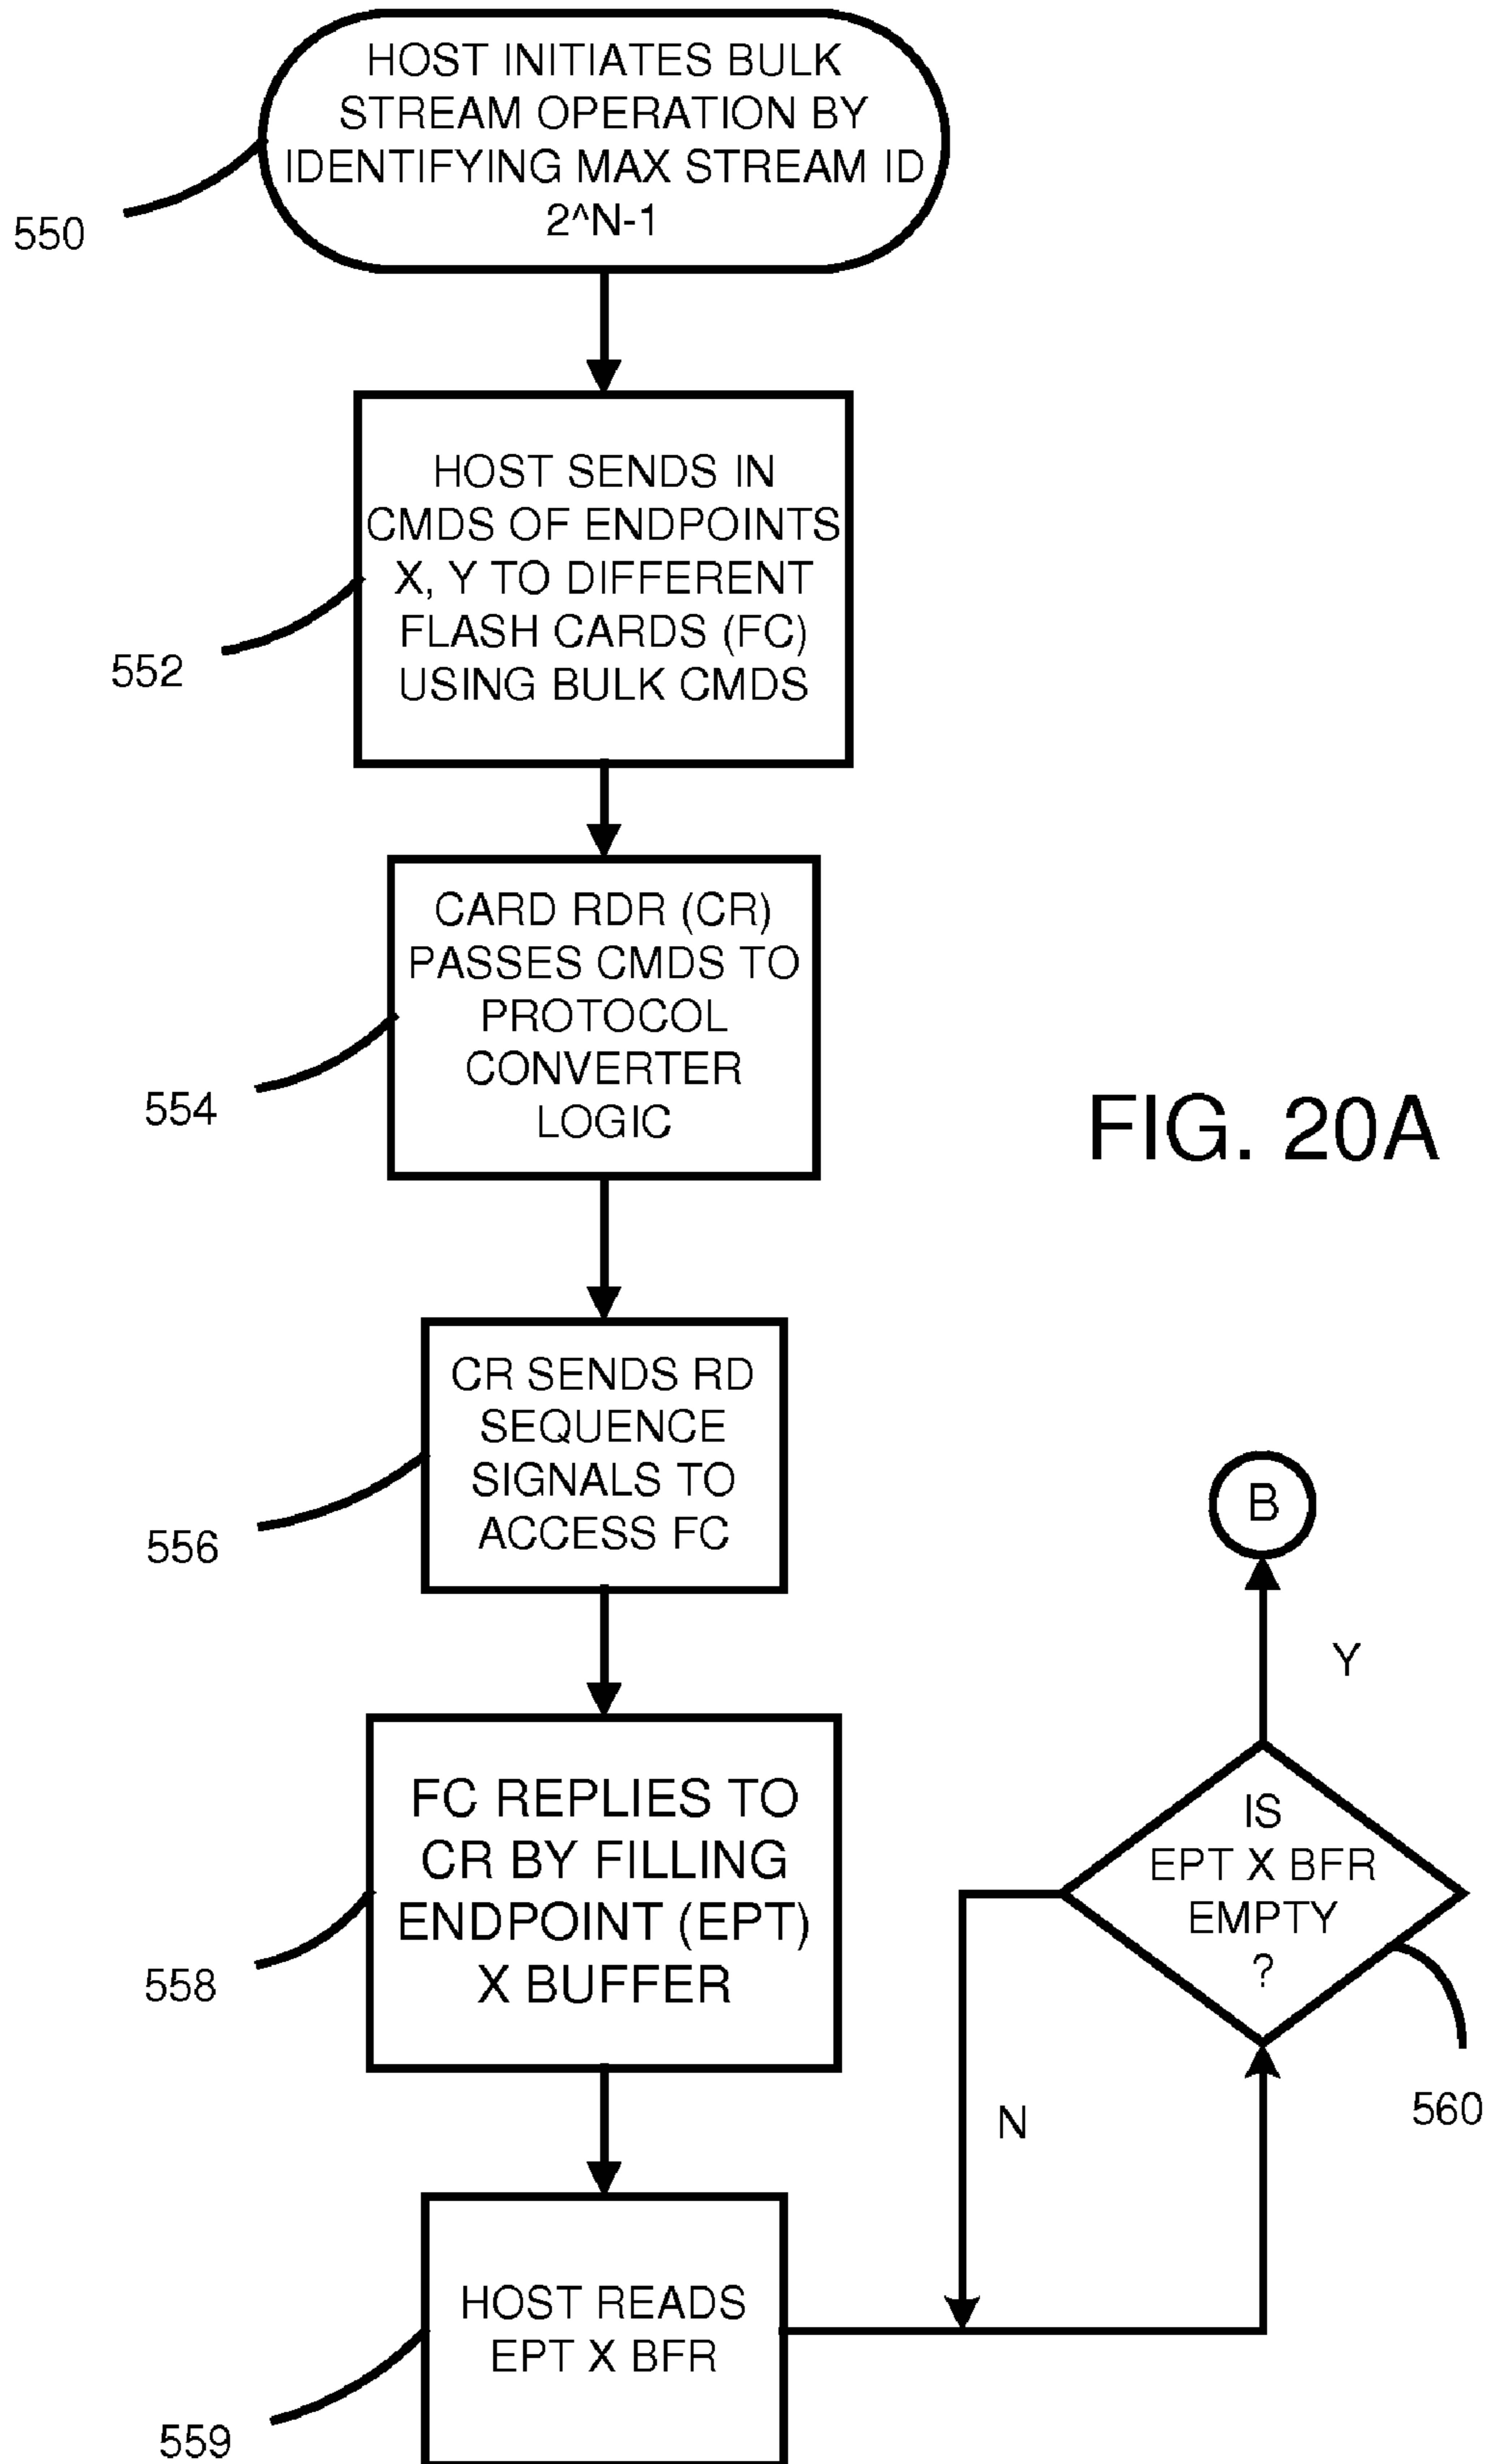 HOST INITIATES BULK
STREAM OPERATION BY
IDENTIFYING MAX STREAM ID
2^N-1
550
HOST SENDS IN
CMDS OF ENDPOINTS
X, Y TO DIFFERENT
FLASH CARDS (FC)
USING BULK CMDS
552
CARD RDR (CR)
PASSES CMDS TO
PROTOCOL
CONVERTER
LOGIC
554
FIG. 20A
CR SENDS RD
SEQUENCE
SIGNALS TO
ACCESS FC
556
FC REPLIES TO
CR BY FILLING
ENDPOINT (EPT)
X BUFFER
558
HOST READS
EPT X BFR
559
B
Y
IS
EPT X BFR
EMPTY
?
560
N